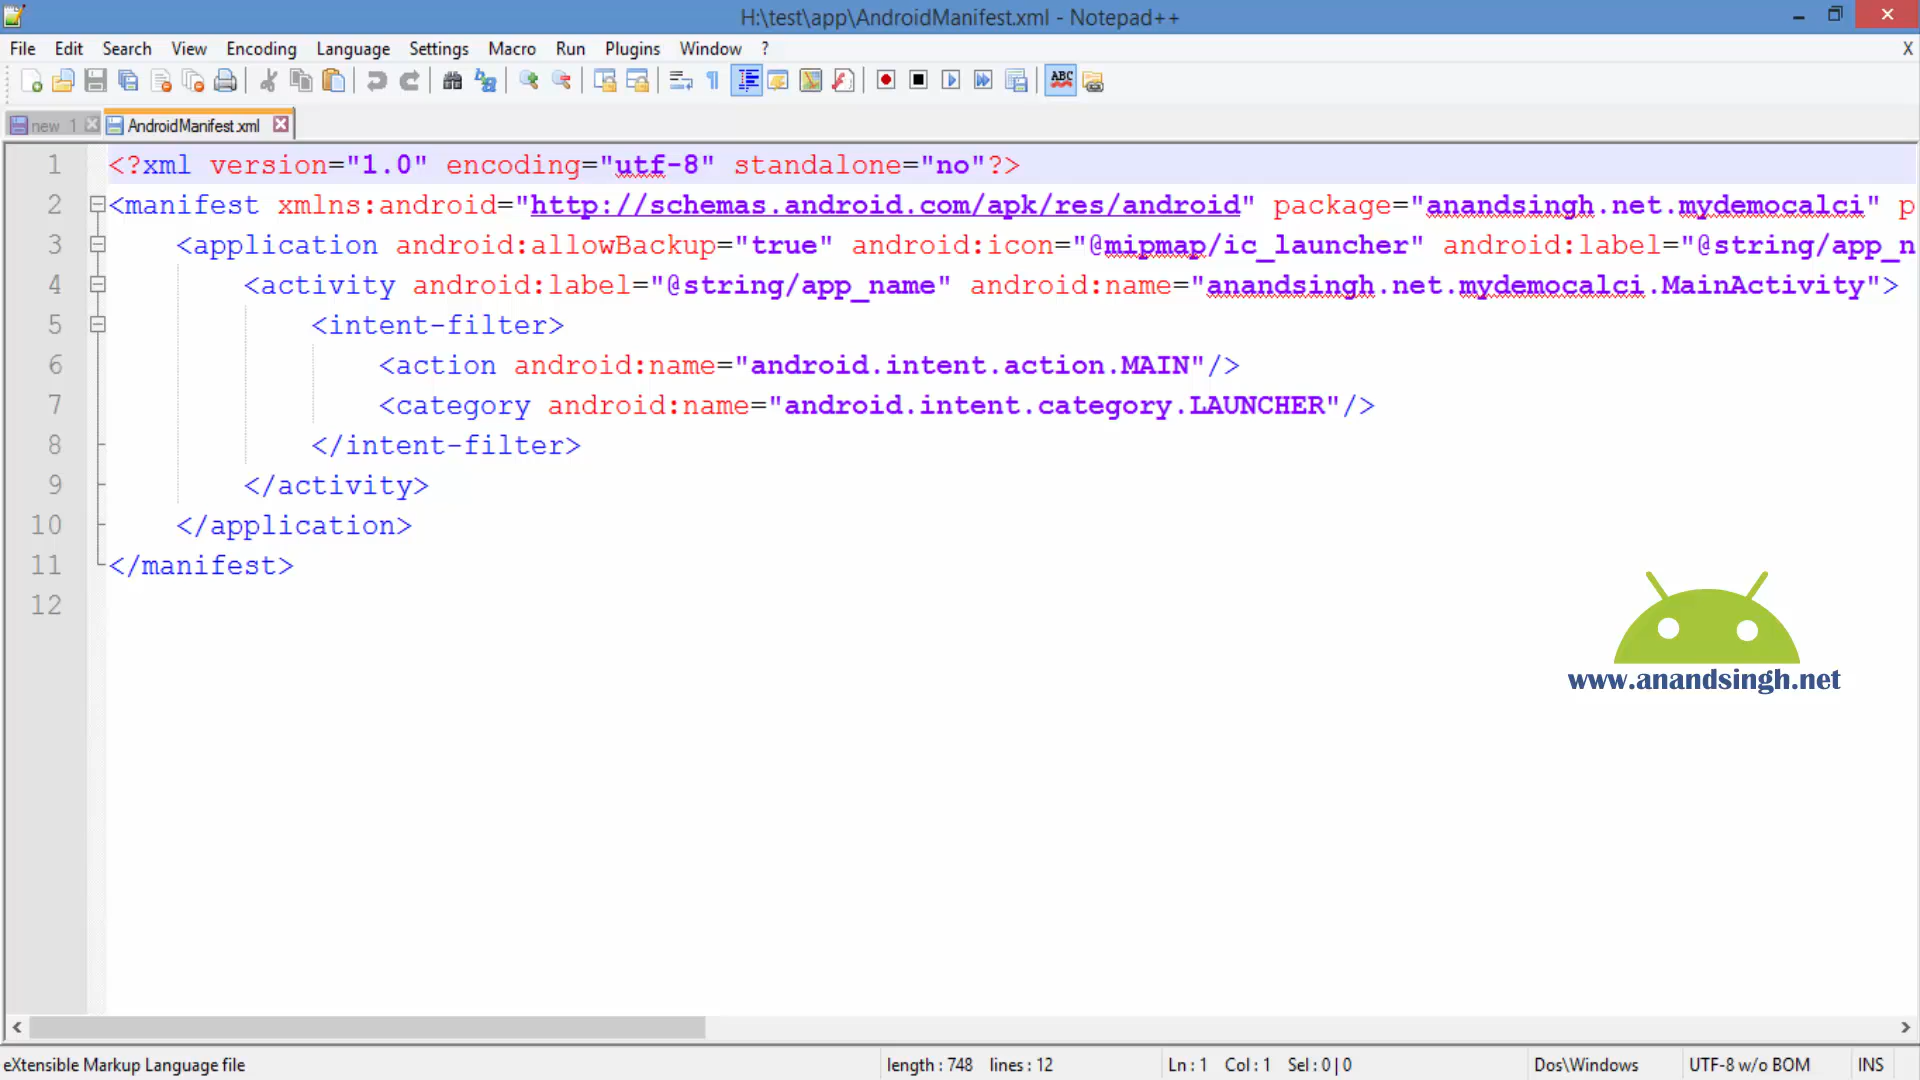 H:\test\app\AndroidManifest.xml - Notepad++
File Edit Search View Encoding Language Settings Macro Run Plugins Window ? X
new 1 AndroidManifest.xml
1 <?xml version="1.0" encoding="utf-8" standalone="no"?>
2 <manifest xmlns:android="http://schemas.android.com/apk/res/android" package="anandsingh.net.mydemocalci" p
3 <application android:allowBackup="true" android:icon="@mipmap/ic_launcher" android:label="@string/app_n
4 <activity android:label="@string/app_name" android:name="anandsingh.net.mydemocalci.MainActivity">
5 <intent-filter>
6 <action android:name="android.intent.action.MAIN"/>
7 <category android:name="android.intent.category.LAUNCHER"/>
8 </intent-filter>
9 </activity>
10 </application>
11 </manifest>
12
www.anandsingh.net
eXtensible Markup Language file length : 748 lines : 12 Ln : 1 Col : 1 Sel : 0 | 0 Dos\Windows UTF-8 w/o BOM INS